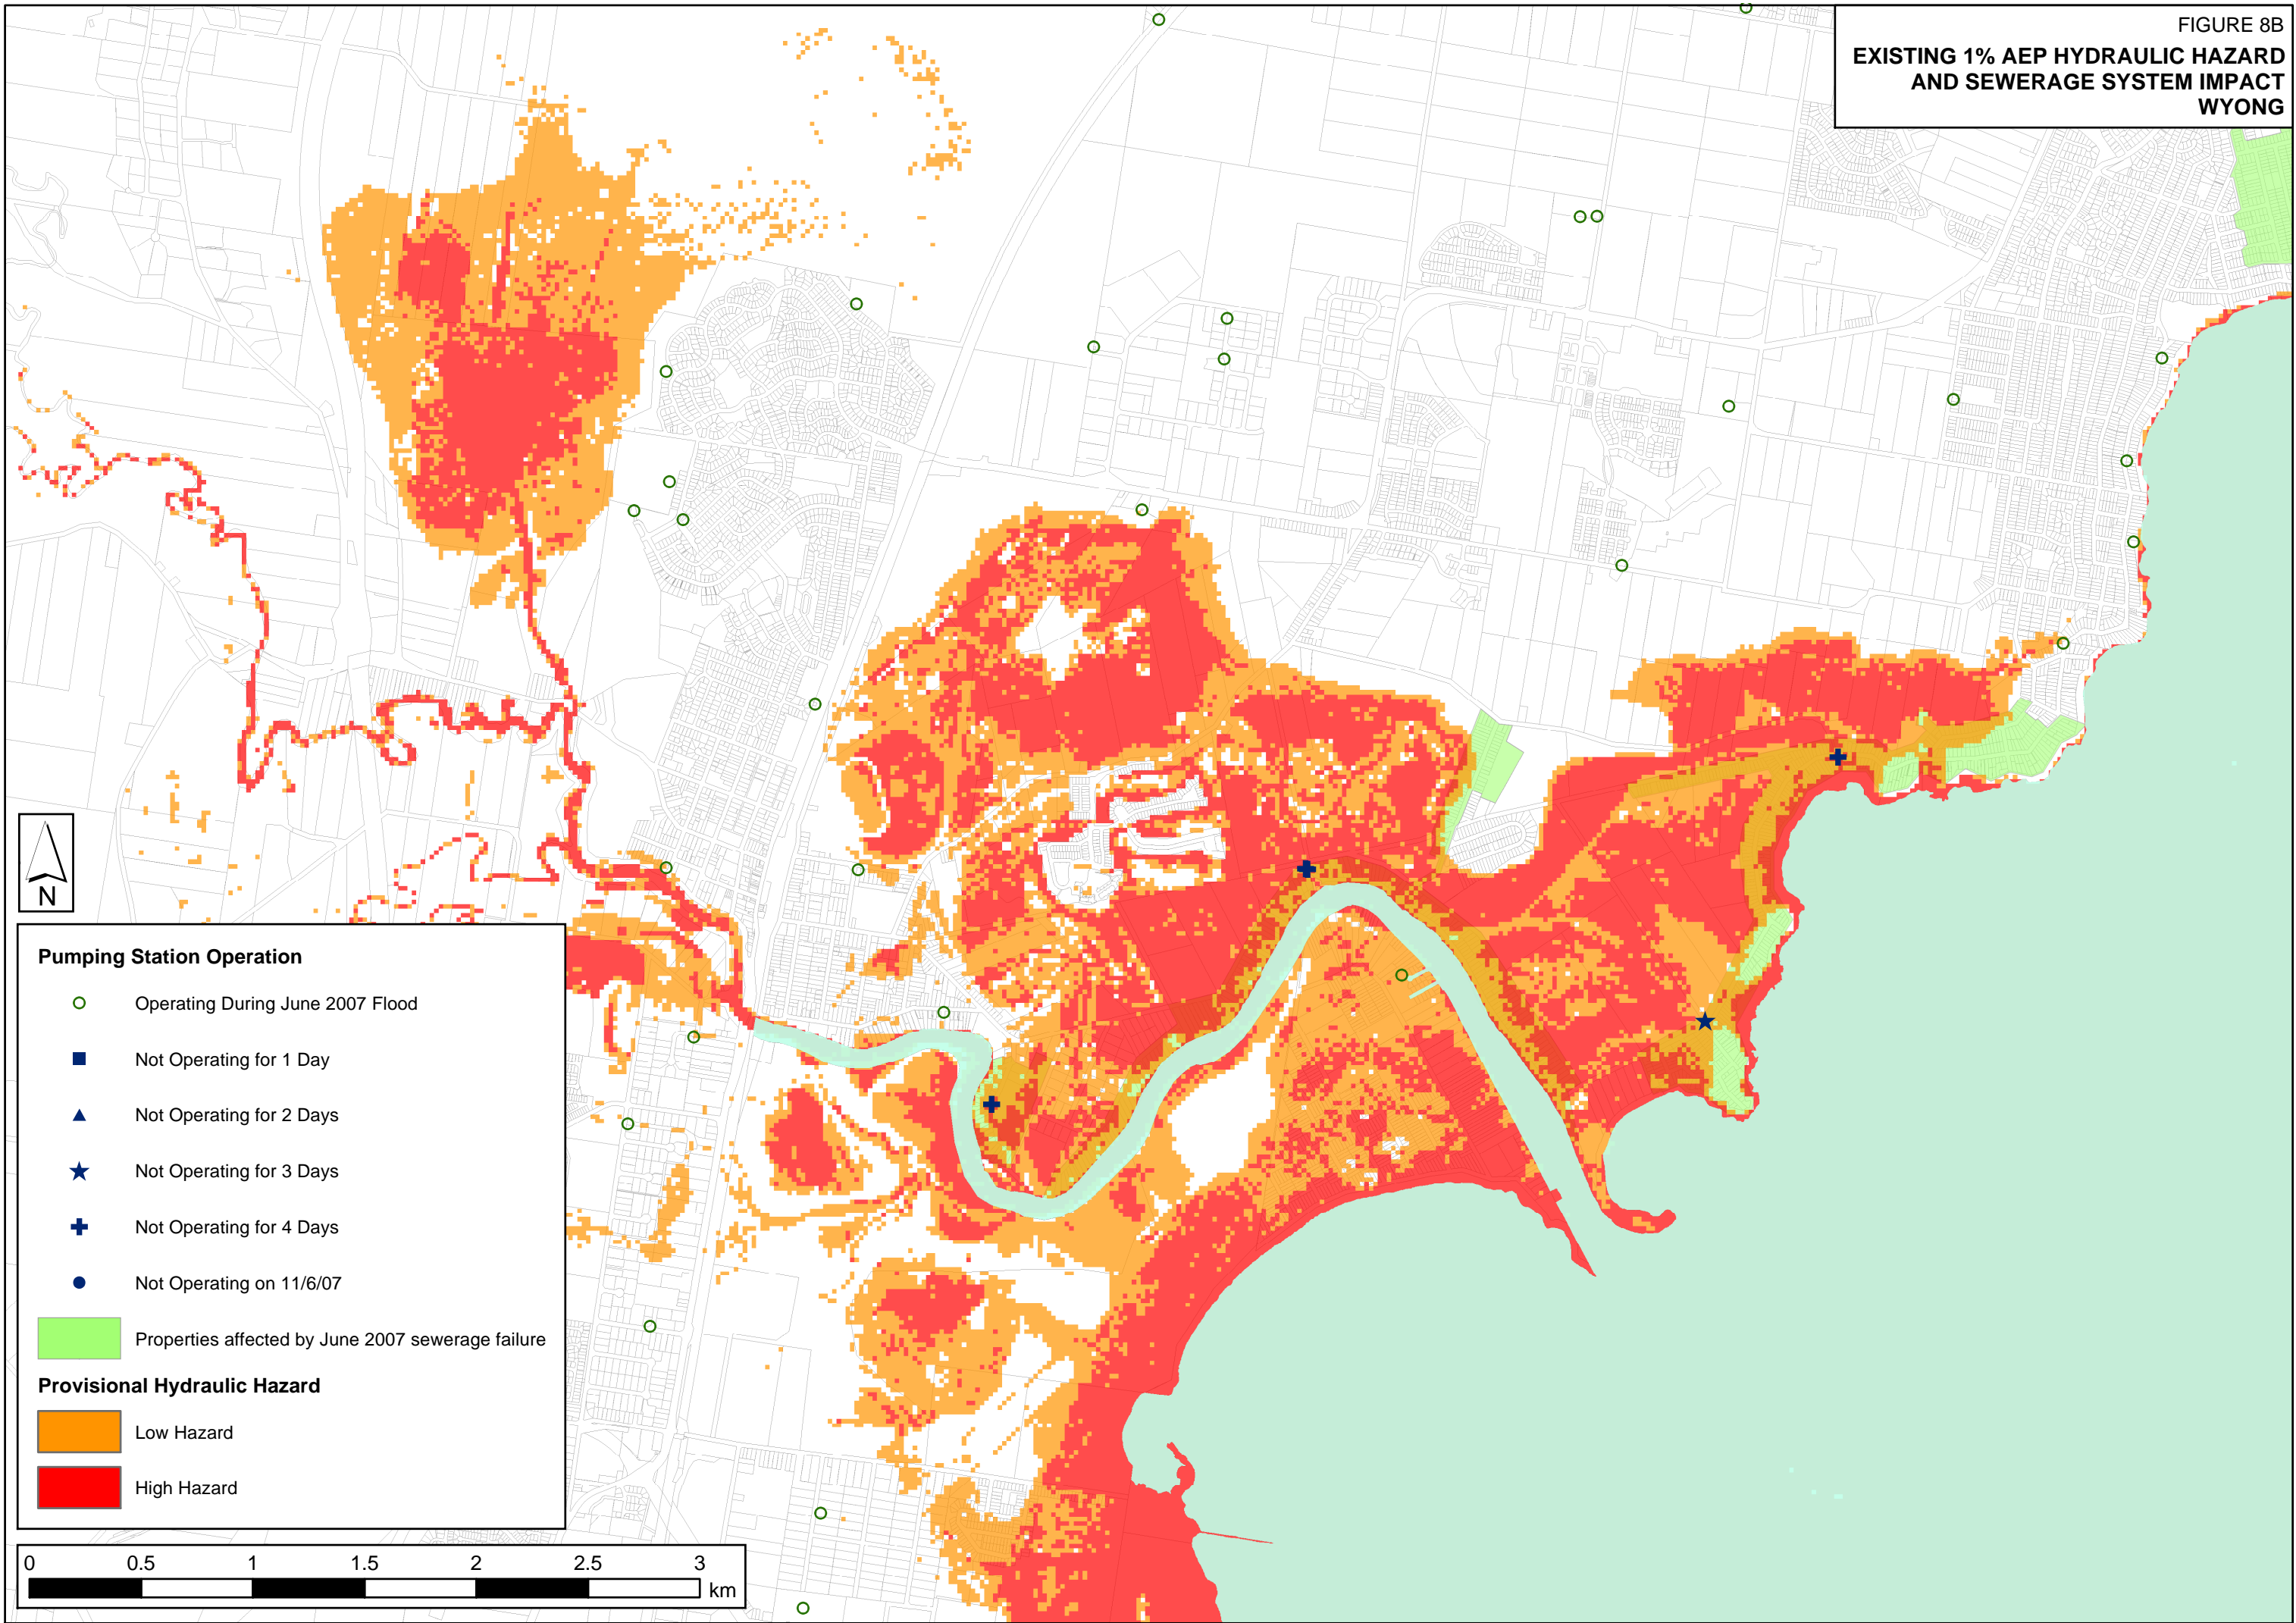 FIGURE 8B
EXISTING 1% AEP HYDRAULIC HAZARD
AND SEWERAGE SYSTEM IMPACT
WYONG
N
Pumping Station Operation
Operating During June 2007 Flood
Not Operating for 1 Day
Not Operating for 2 Days
Not Operating for 3 Days
Not Operating for 4 Days
Not Operating on 11/6/07
Properties affected by June 2007 sewerage failure
Provisional Hydraulic Hazard
Low Hazard
High Hazard
0 0.5 1 1.5 2 2.5 3
km